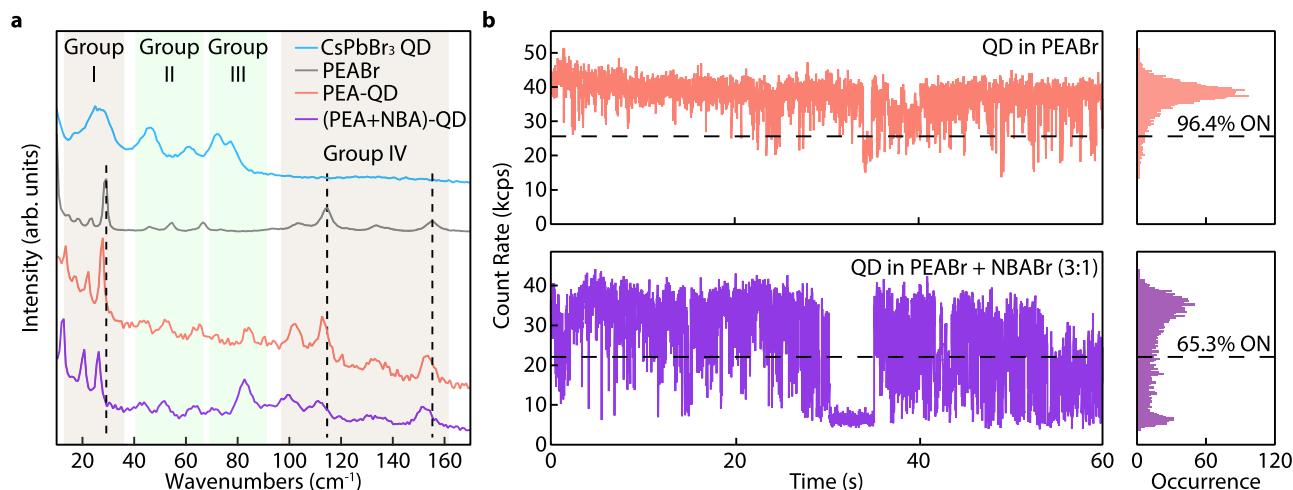 a
Group I
Group II
Group III
CsPbBr₃ QD
PEABr
PEA-QD
(PEA+NBA)-QD
Group IV
Intensity (arb. units)
20 40 60 80 100 120 140 160
Wavenumbers (cm⁻¹)
b
QD in PEABr
50
40
30
20
10
0
96.4% ON
Count Rate (kcps)
QD in PEABr + NBABr (3:1)
40
30
20
10
0
65.3% ON
0 20 40 60
Time (s)
0 60 120
Occurrence